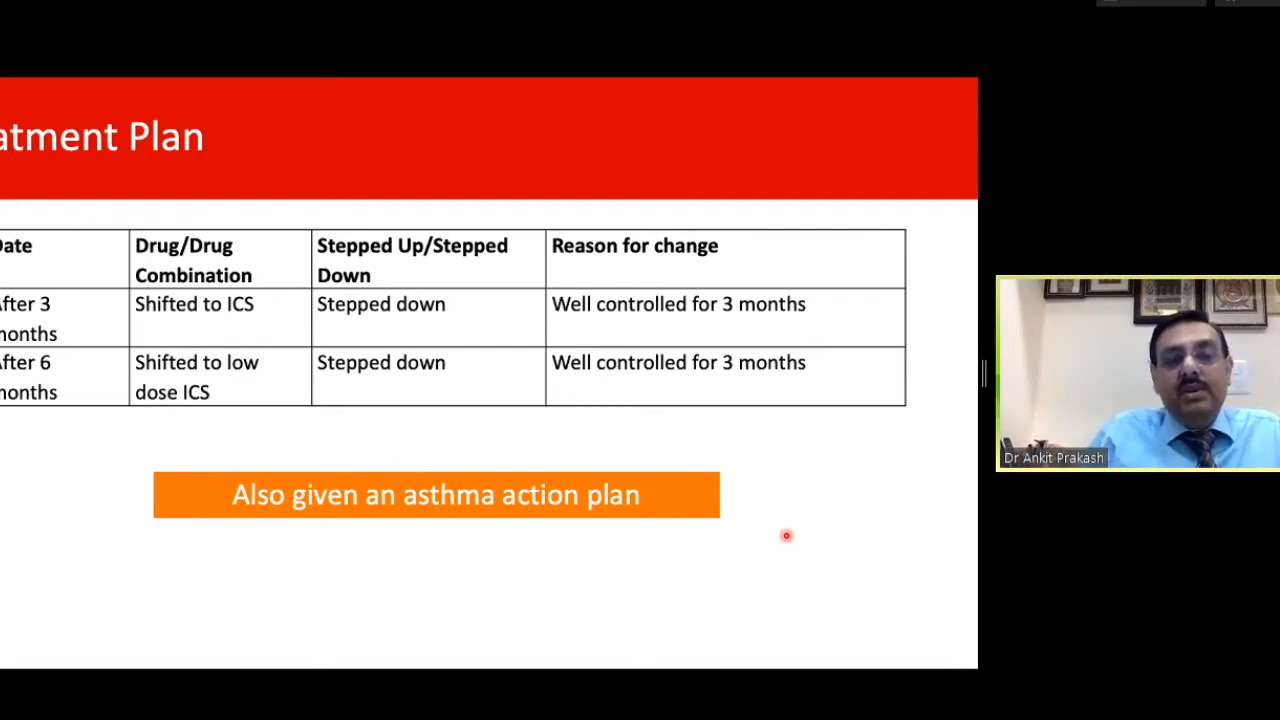 atment Plan
Date
Drug/Drug
Combination
Stepped Up/Stepped
Down
Reason for change
After 3
months
Shifted to ICS
Stepped down
Well controlled for 3 months
After 6
months
Shifted to low
dose ICS
Stepped down
Well controlled for 3 months
Also given an asthma action plan
Dr Ankit Prakash